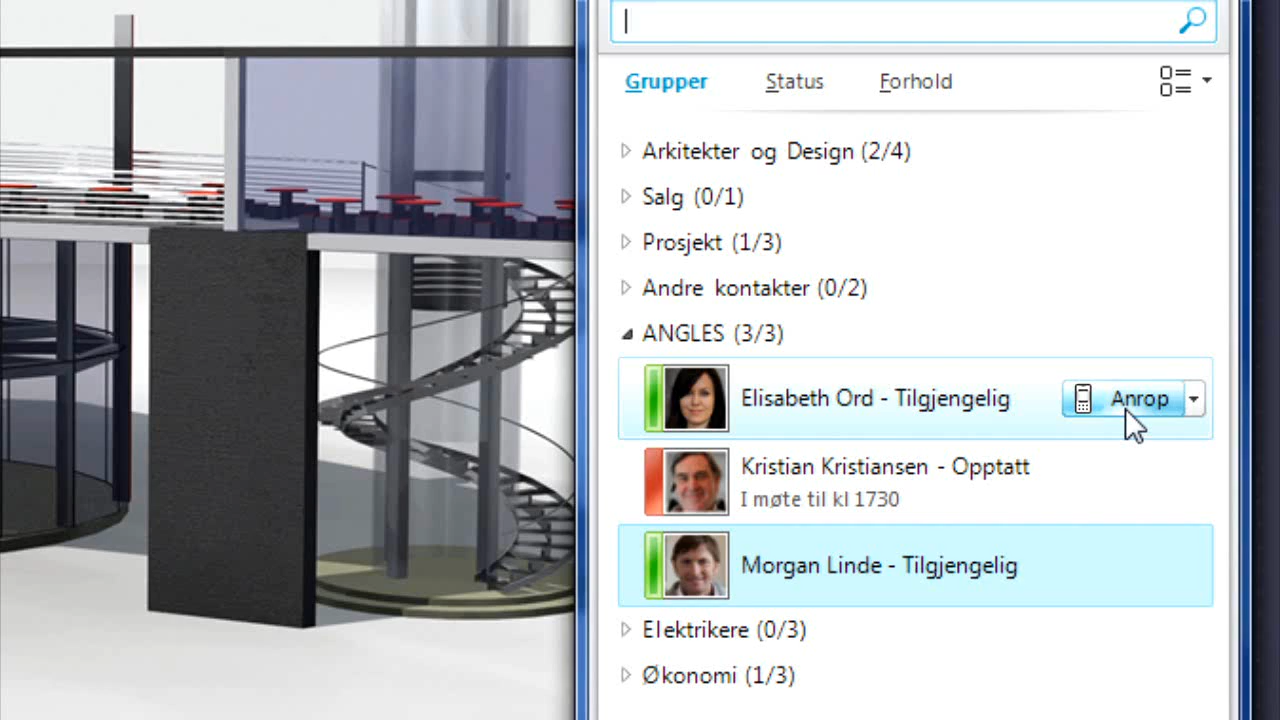 Grupper Status Forhold
Arkitekter og Design (2/4)
Salg (0/1)
Prosjekt (1/3)
Andre kontakter (0/2)
ANGLES (3/3)
Elisabeth Ord - Tilgjengelig Anrop
Kristian Kristiansen - Opptatt
I møte til kl 1730
Morgan Linde - Tilgjengelig
Elektrikere (0/3)
Økonomi (1/3)